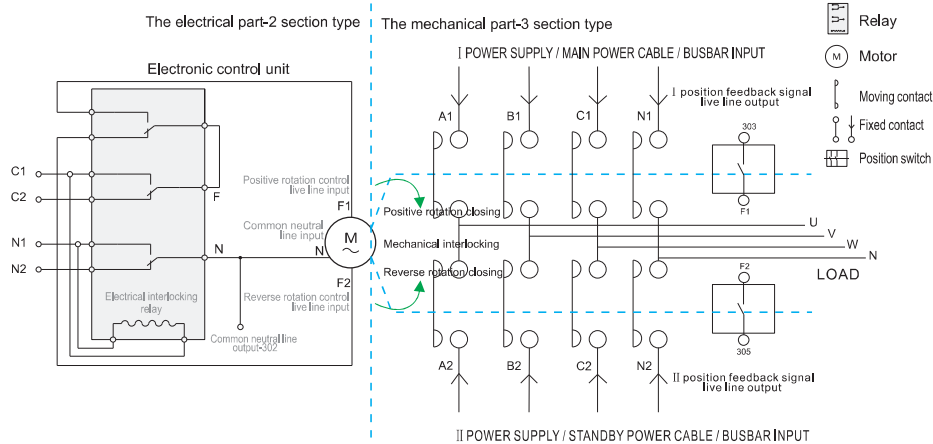 The electrical part-2 section type
The mechanical part-3 section type
Relay
I POWER SUPPLY / MAIN POWER CABLE / BUSBAR INPUT
M
Motor
Electronic control unit
I position feedback signal
live line output
Moving contact
A1
B1
C1
N1
303
Fixed contact
Position switch
C1
C2
F
Positive rotation control
live line input
F1
F1
Positive rotation closing
Common neutral
line input
U
V
W
N
N1
N2
N
N
M
Mechanical interlocking
LOAD
F2
F2
Reverse rotation closing
Reverse rotation control
live line input
Electrical interlocking
relay
Common neutral line
output-302
305
A2
B2
C2
N2
II position feedback signal
live line output
II POWER SUPPLY / STANDBY POWER CABLE / BUSBAR INPUT